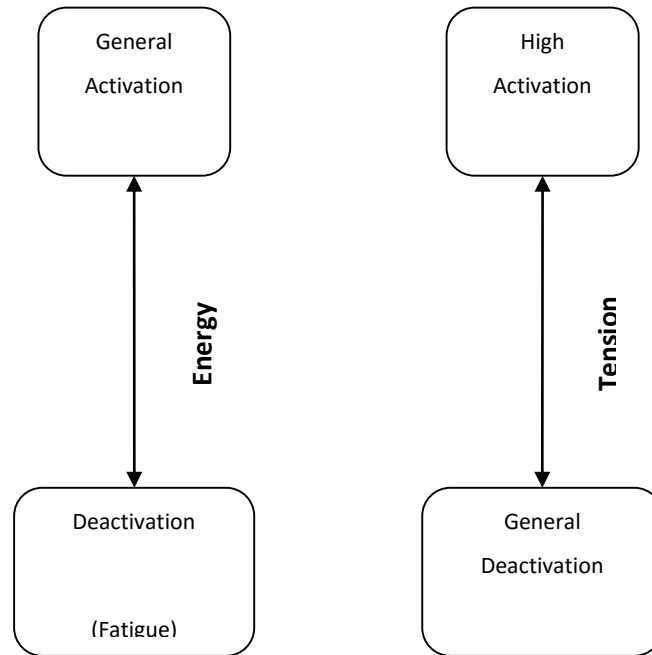 General
Activation
High
Activation
Energy
Tension
Deactivation
(Fatigue)
General
Deactivation